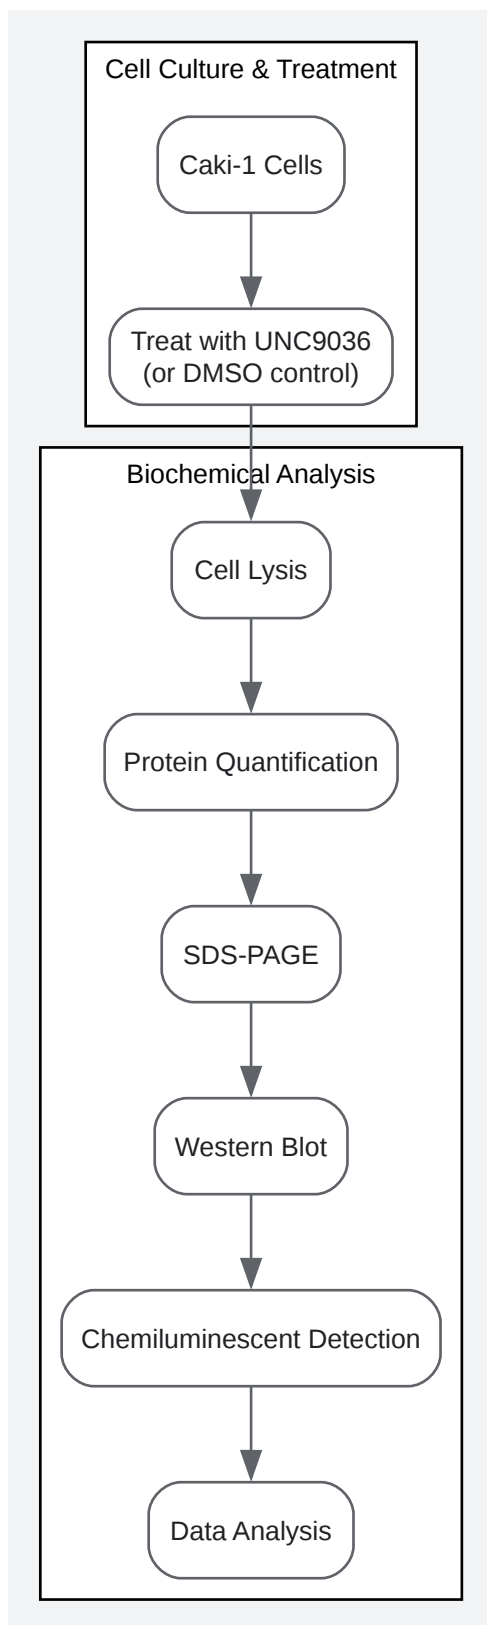 Cell Culture & Treatment
Caki-1 Cells
Treat with UNC9036
(or DMSO control)
Biochemical Analysis
Cell Lysis
Protein Quantification
SDS-PAGE
Western Blot
Chemiluminescent Detection
Data Analysis